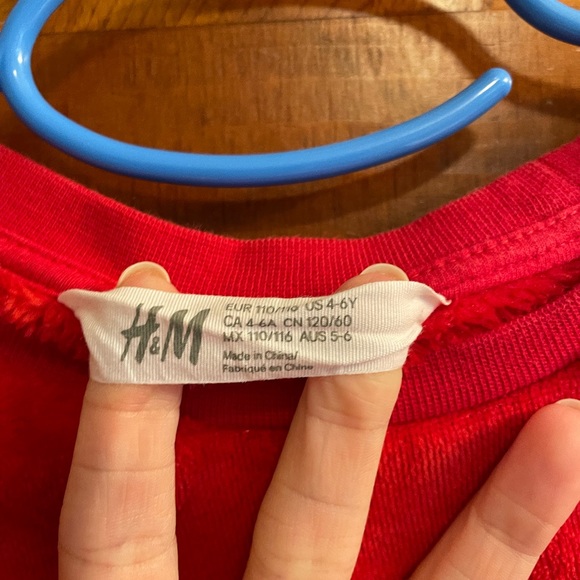 H&M
EUR 110/116 US 4-6Y
CA 4-6A CN 120/60
MX 110/116 AUS 5-6
Made in China/
Fabriqué en Chine